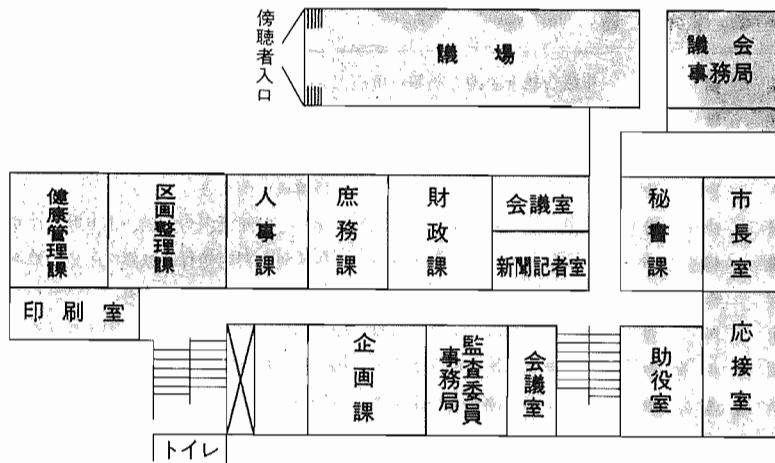 傍聴者入口
議場
議会
事務局
健康管理課
区画整理課
人事課
庶務課
財政課
会議室
新聞記者室
秘書課
市長室
印刷室
企画課
監査委員
事務局
会議室
助役室
応接室
トイレ